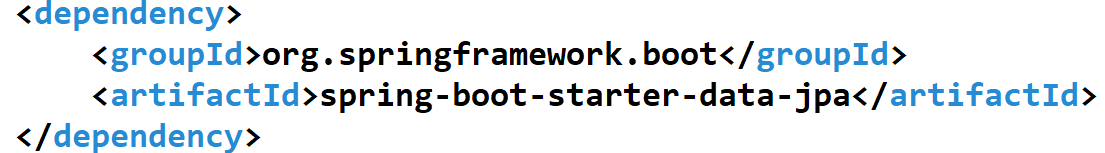 <dependency>
    <groupId>org.springframework.boot</groupId>
    <artifactId>spring-boot-starter-data-jpa</artifactId>
</dependency>